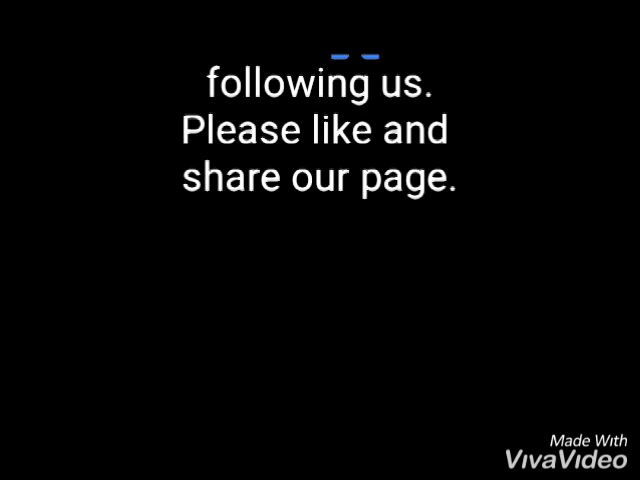 following us.
Please like and
share our page.
Made With
VivaVideo